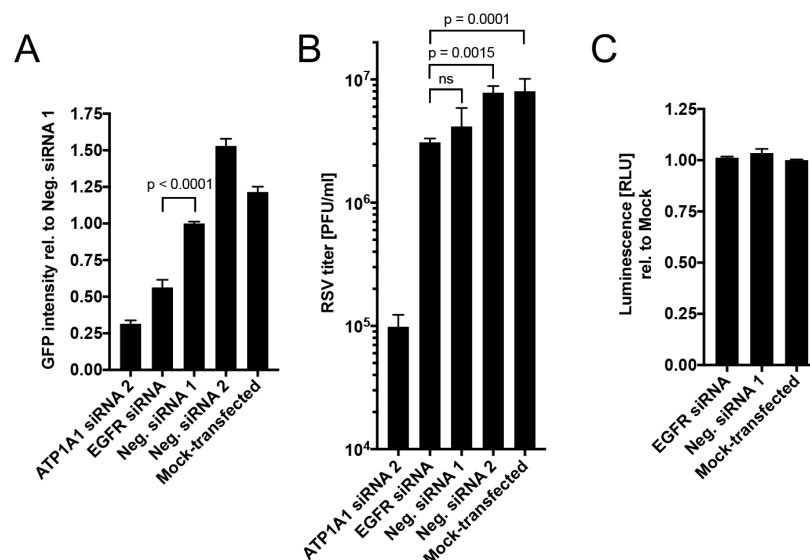 A
GFP intensity rel. to Neg. siRNA 1
1.75
1.50
1.25
1.00
0.75
0.50
0.25
0.00
p < 0.0001
ATP1A1 siRNA 2
EGFR siRNA
Neg. siRNA 1
Neg. siRNA 2
Mock-transfected
B
RSV titer [PFU/ml]
10⁷
10⁶
10⁵
10⁴
p = 0.0001
p = 0.0015
ns
ATP1A1 siRNA 2
EGFR siRNA
Neg. siRNA 1
Neg. siRNA 2
Mock-transfected
C
Luminescence [RLU]
rel. to Mock
1.25
1.00
0.75
0.50
0.25
0.00
EGFR siRNA
Neg. siRNA 1
Mock-transfected